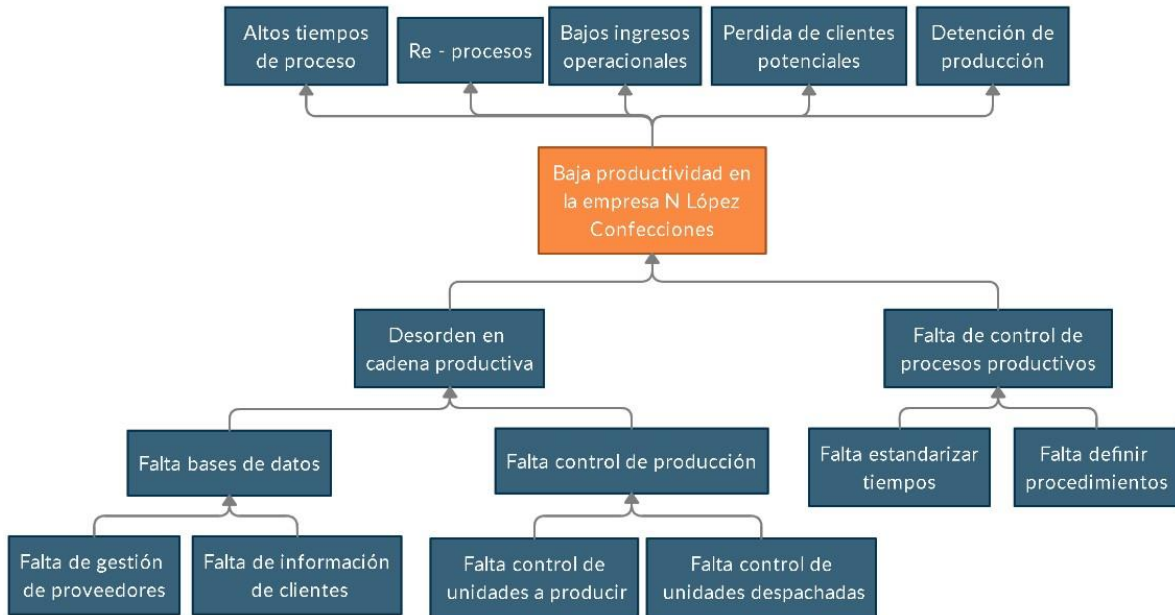 Altos tiempos
de proceso
Re - procesos
Bajos ingresos
operacionales
Perdida de clientes
potenciales
Detención de
producción
Baja productividad en
la empresa N López
Confecciones
Desorden en
cadena productiva
Falta de control de
procesos productivos
Falta bases de datos
Falta control de producción
Falta estandarizar
tiempos
Falta definir
procedimientos
Falta de gestión
de proveedores
Falta de información
de clientes
Falta control de
unidades a producir
Falta control de
unidades despachadas